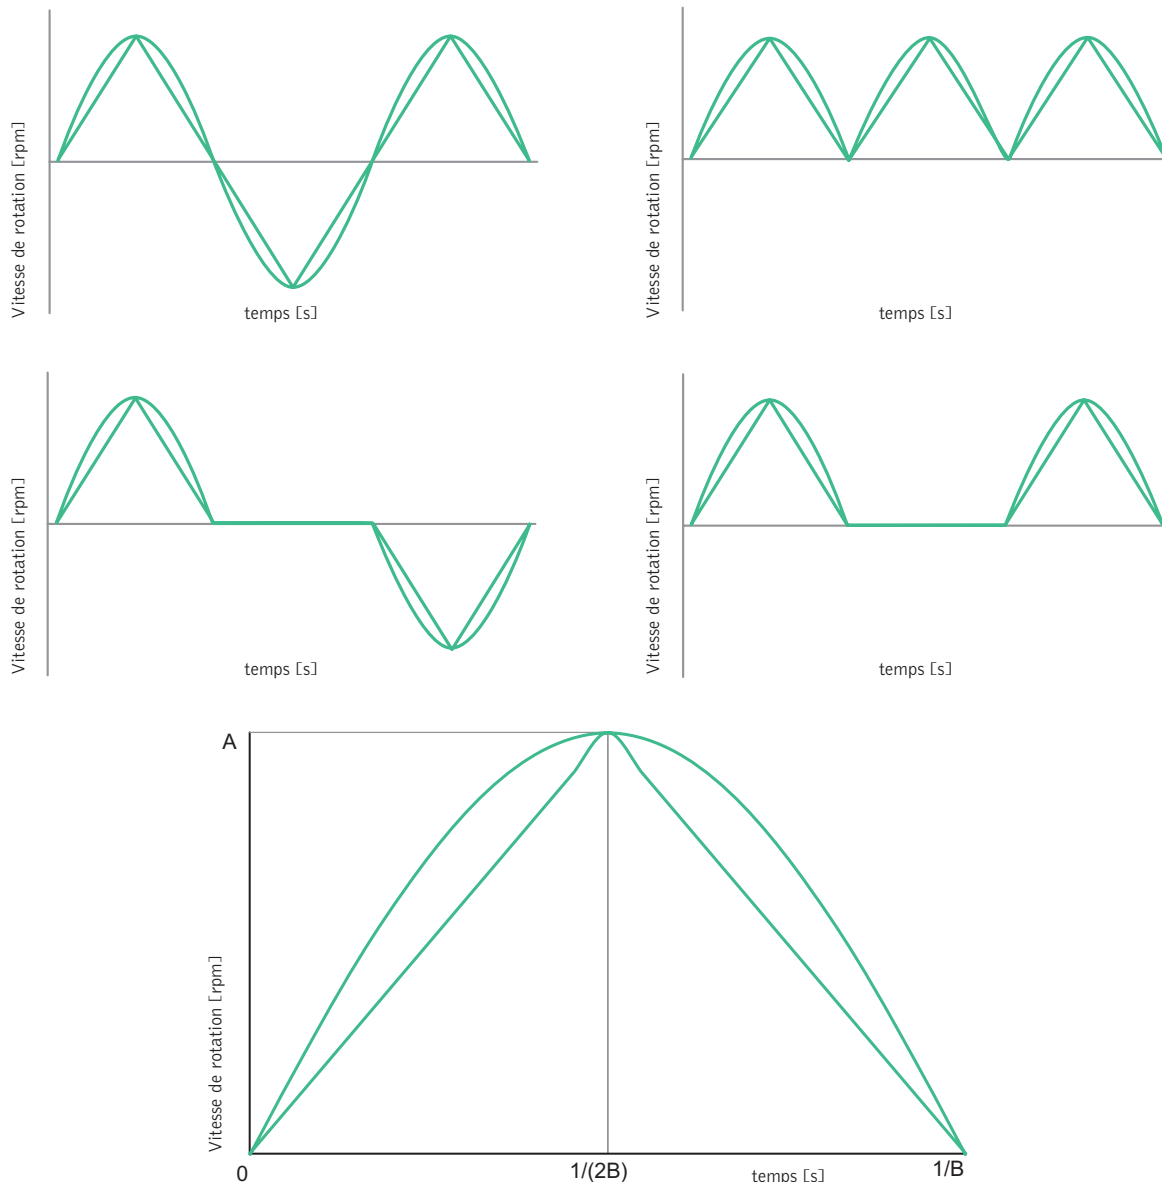 Vitesse de rotation [rpm]
temps [s]
Vitesse de rotation [rpm]
temps [s]
Vitesse de rotation [rpm]
temps [s]
Vitesse de rotation [rpm]
temps [s]
A
Vitesse de rotation [rpm]
0
1/(2B)
temps [s]
1/B